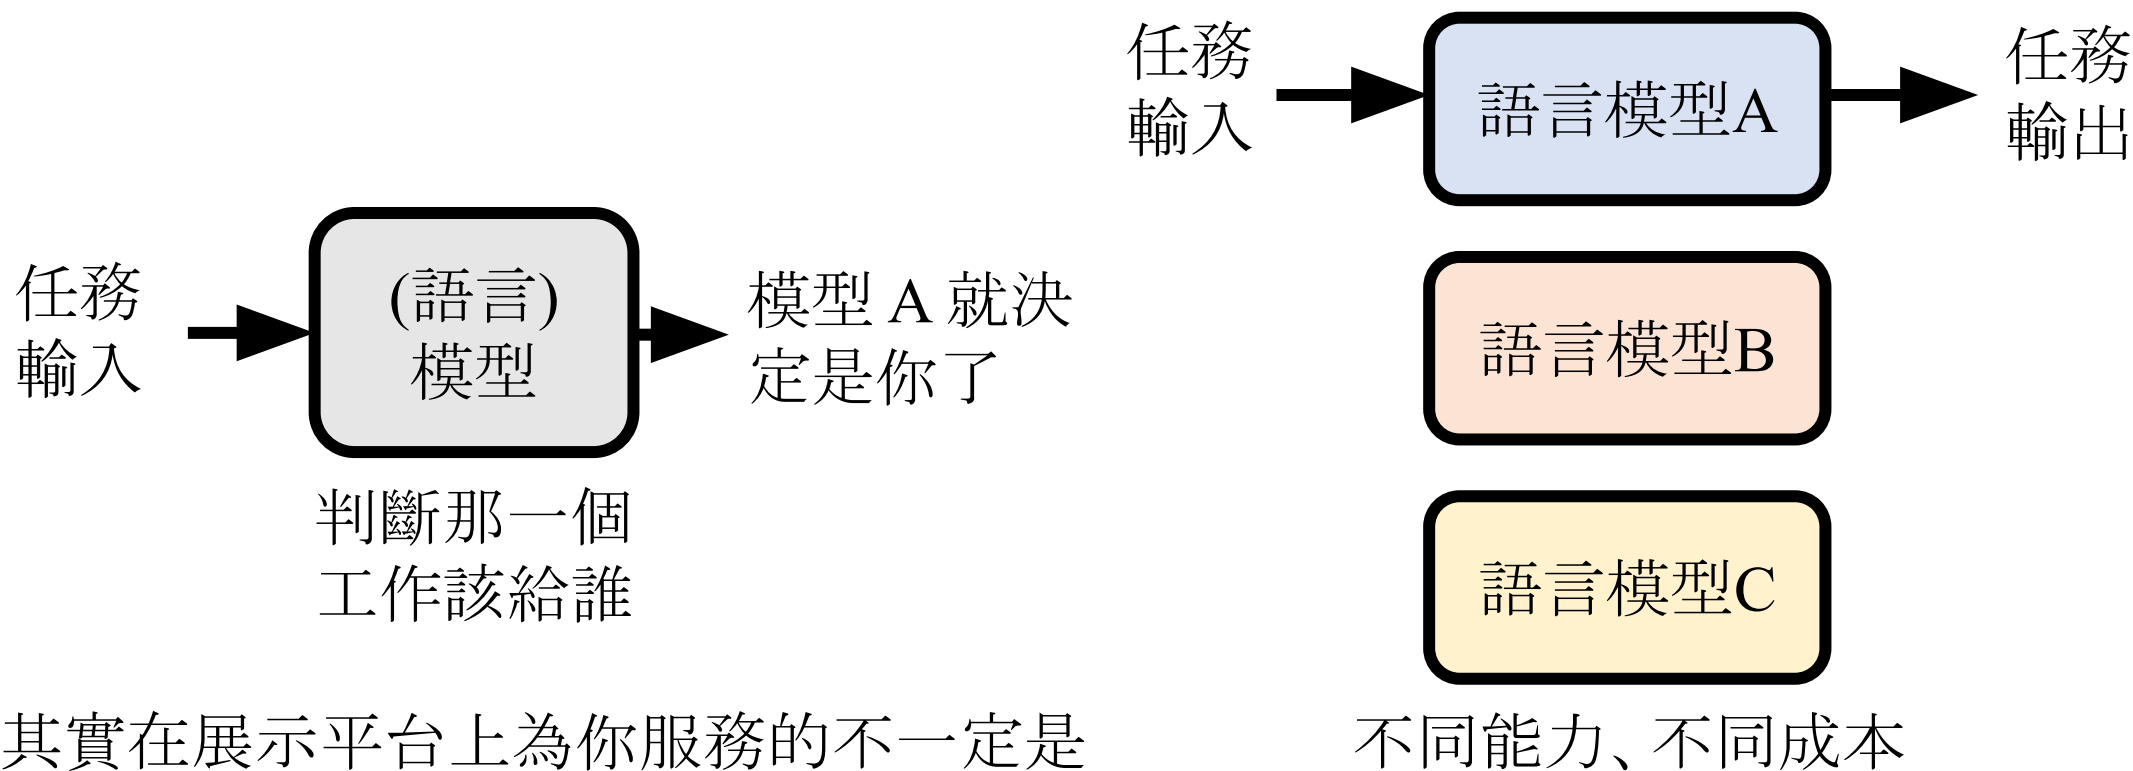 任務
輸入
(語言)
模型
模型 A 就決
定是你了
判斷那一個
工作該給誰
其實在展示平台上為你服務的不一定是
任務
輸入
語言模型A
任務
輸出
語言模型B
語言模型C
不同能力、不同成本